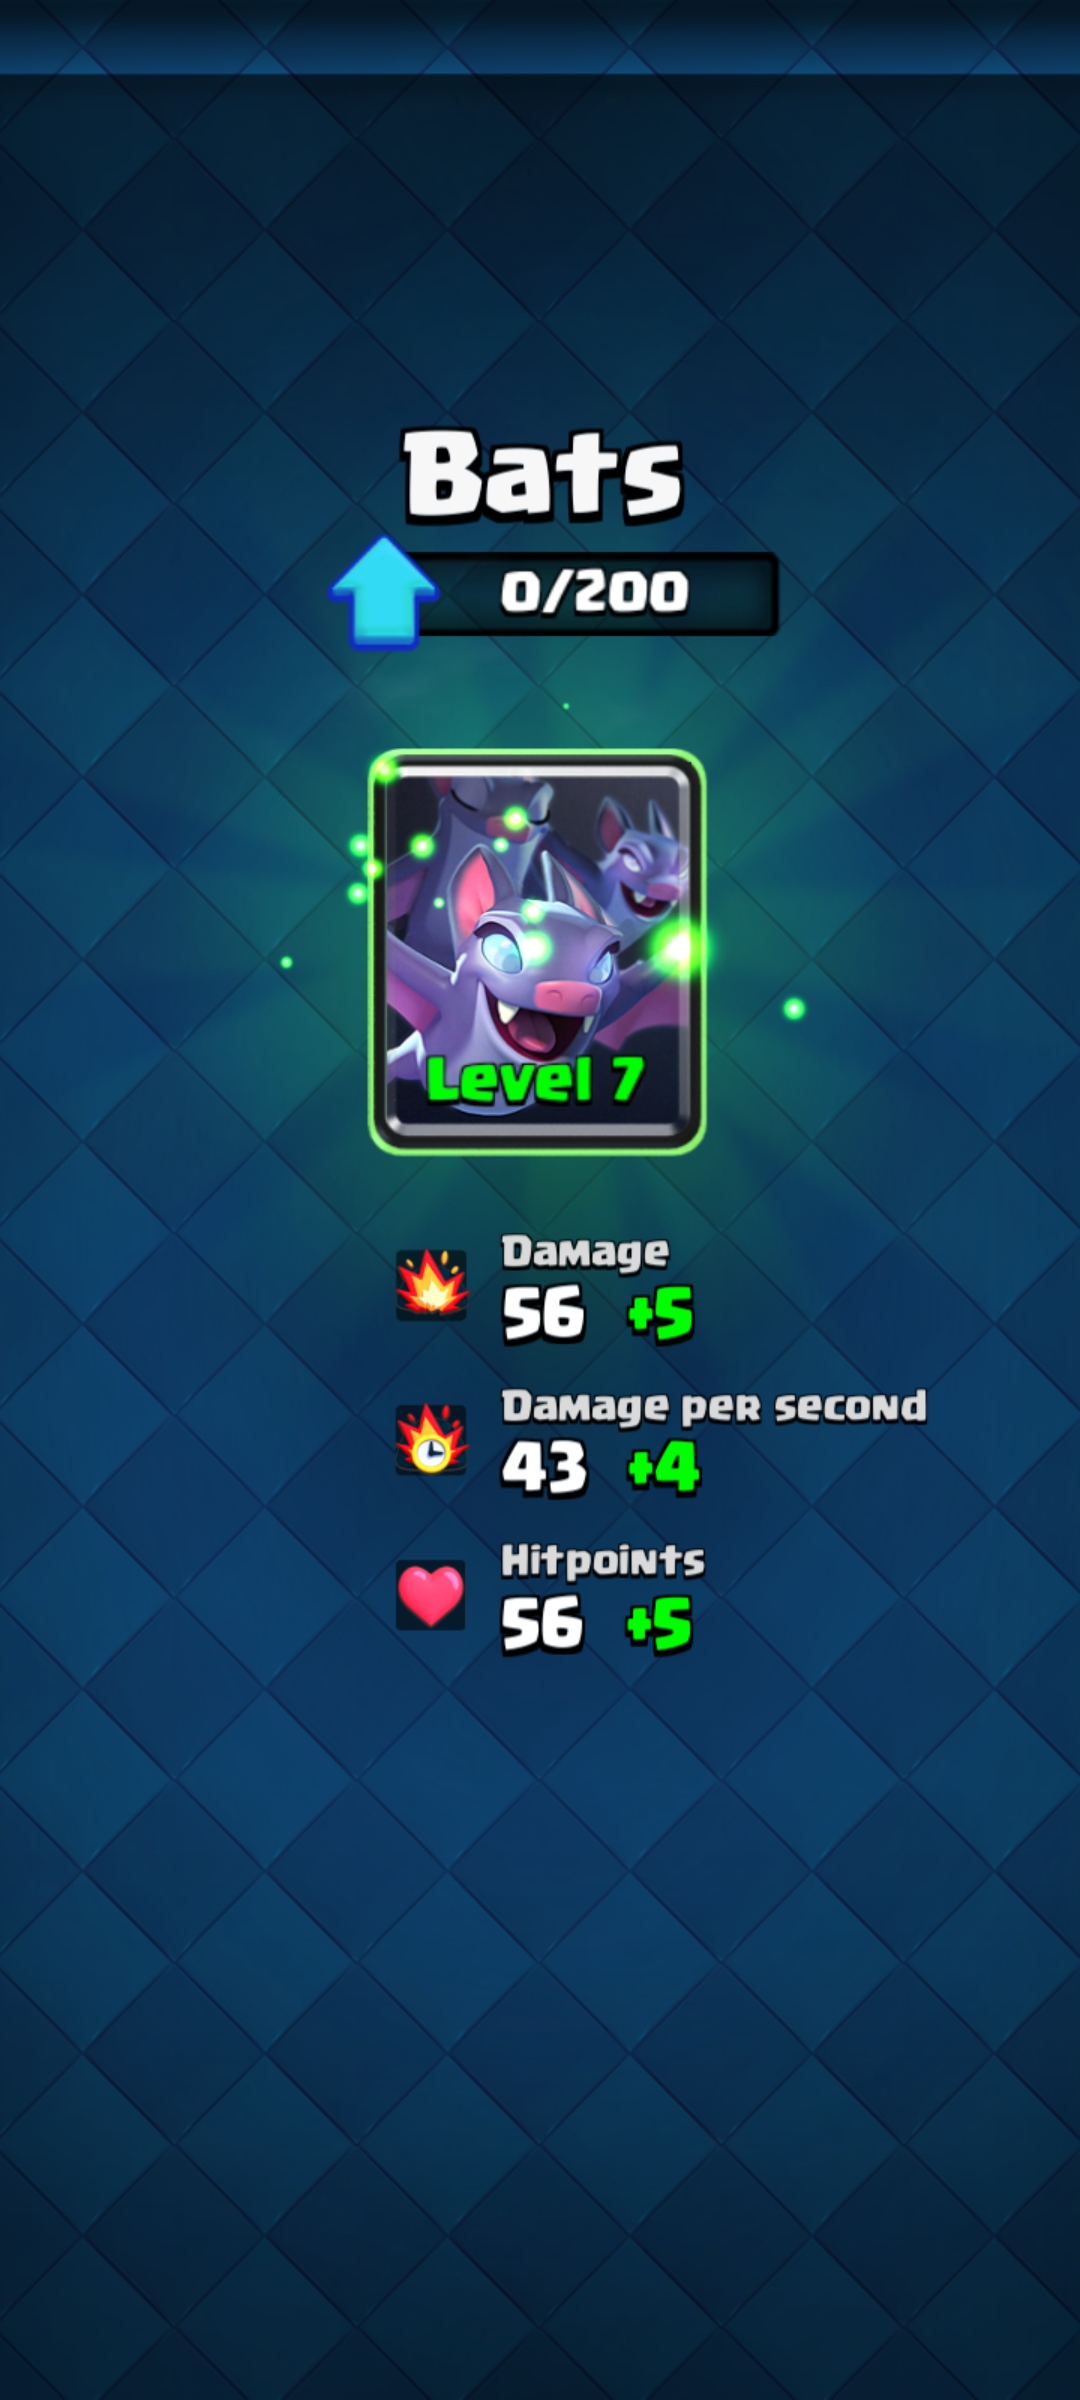 Bats
0/200
Level 7
Damage
56 +5
Damage per second
43 +4
Hitpoints
56 +5